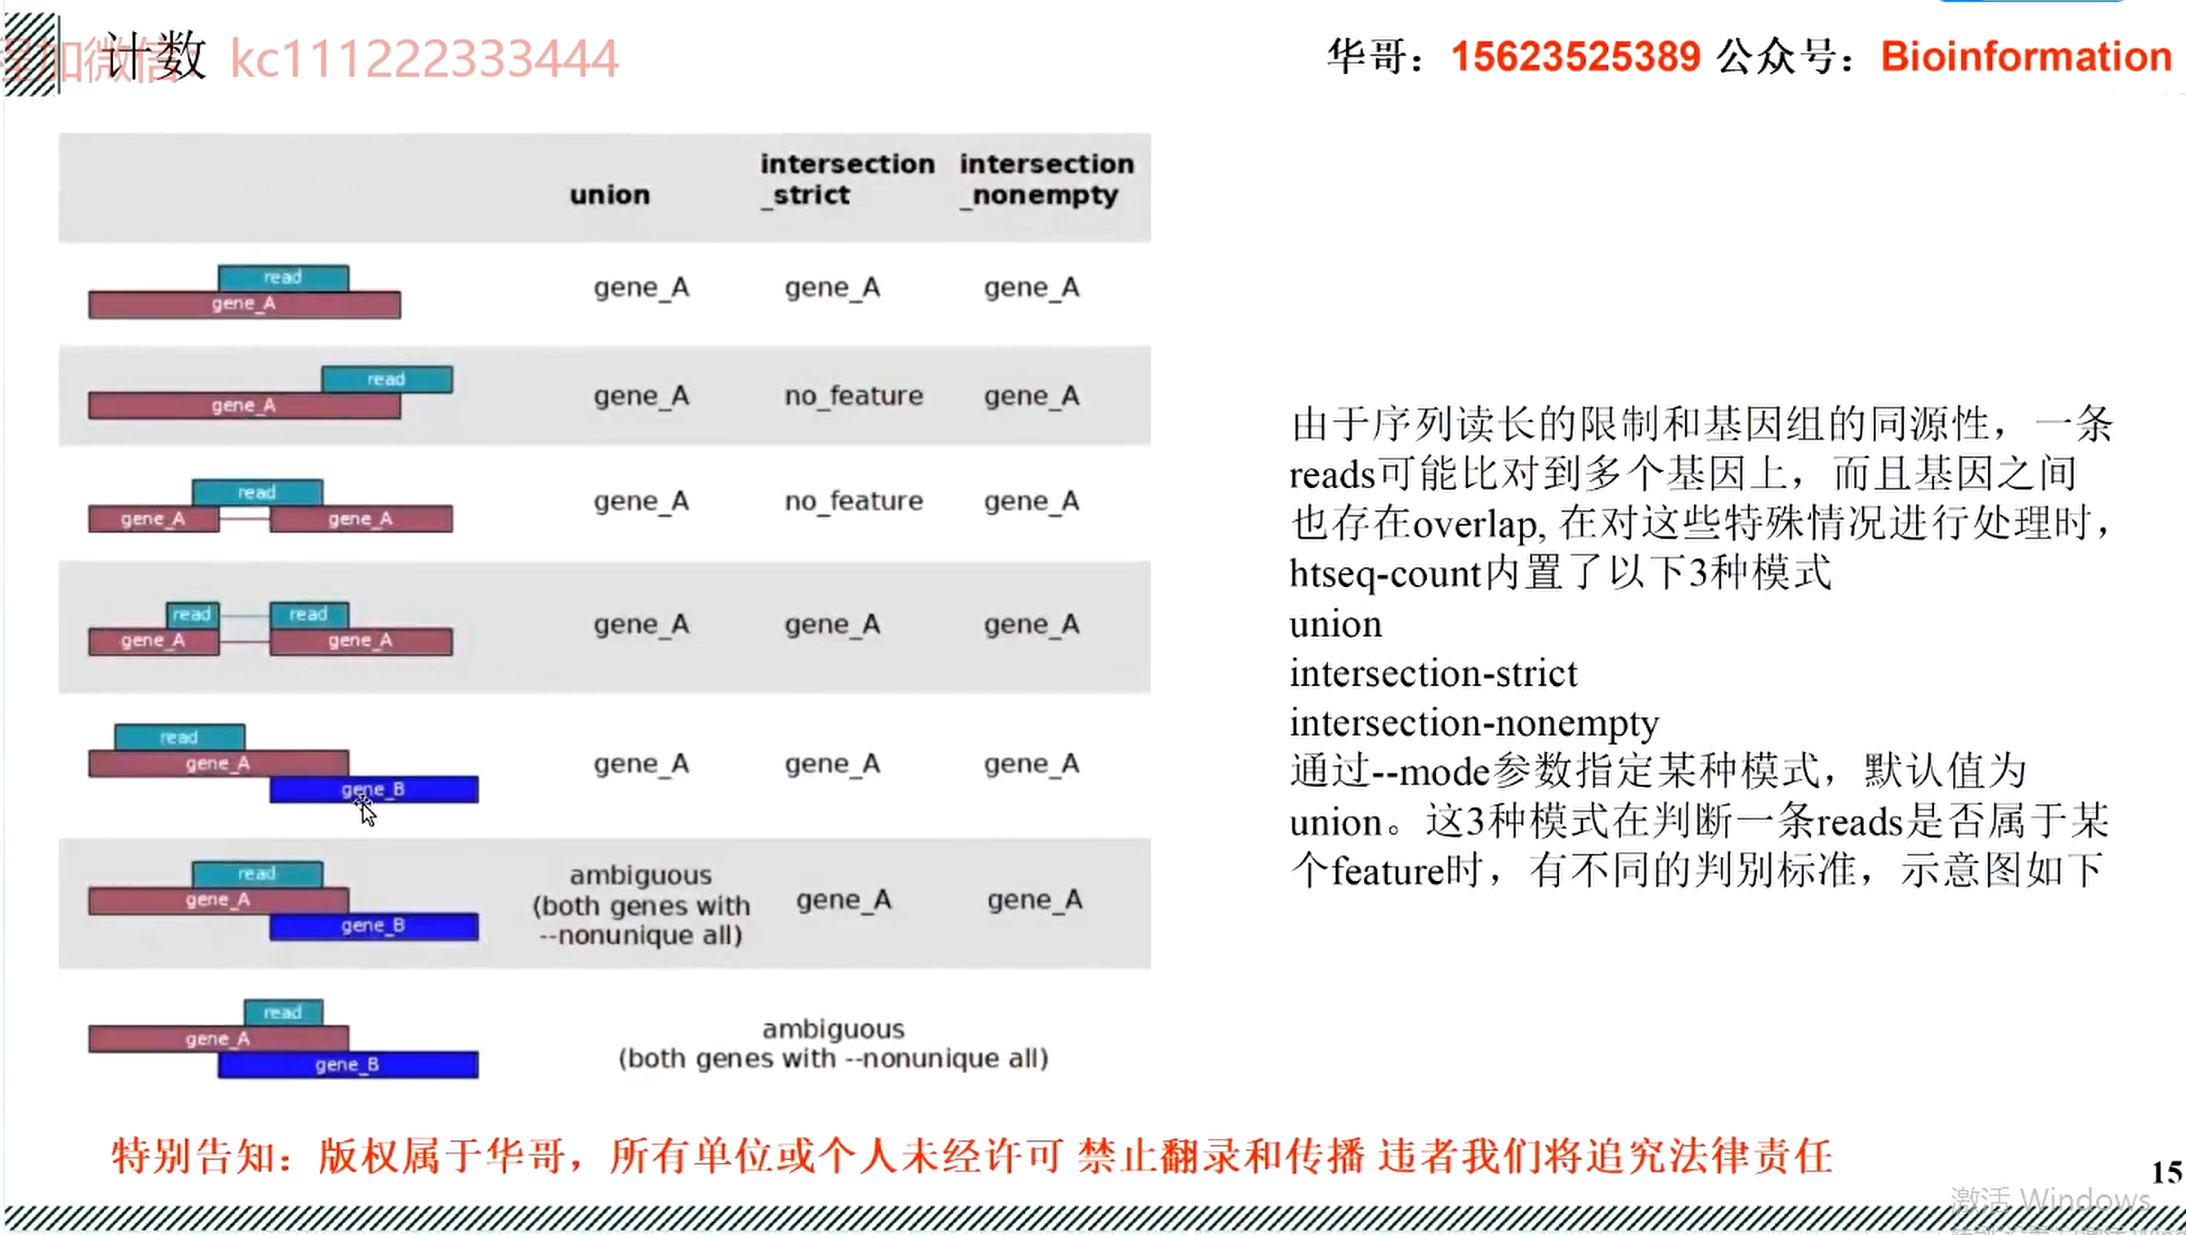 计数
加微信: kc111222333444
华哥：15623525389 公众号：Bioinformation
union
intersection
_strict
intersection
_nonempty
read
gene_A
gene_A
gene_A
gene_A
read
gene_A
gene_A
no_feature
gene_A
read
gene_A
gene_A
gene_A
no_feature
gene_A
read
read
gene_A
gene_A
gene_A
gene_A
gene_A
read
gene_A
gene_B
gene_A
gene_A
gene_A
read
gene_A
gene_B
ambiguous
(both genes with
--nonunique all)
gene_A
gene_A
read
gene_A
gene_B
ambiguous
(both genes with --nonunique all)
由于序列读长的限制和基因组的同源性，一条
reads可能比对到多个基因上，而且基因之间
也存在overlap, 在对这些特殊情况进行处理时，
htseq-count内置了以下3种模式
union
intersection-strict
intersection-nonempty
通过--mode参数指定某种模式，默认值为
union。这3种模式在判断一条reads是否属于某
个feature时，有不同的判别标准，示意图如下
特别告知：版权属于华哥，所有单位或个人未经许可 禁止翻录和传播 违者我们将追究法律责任
15
激活 Windows